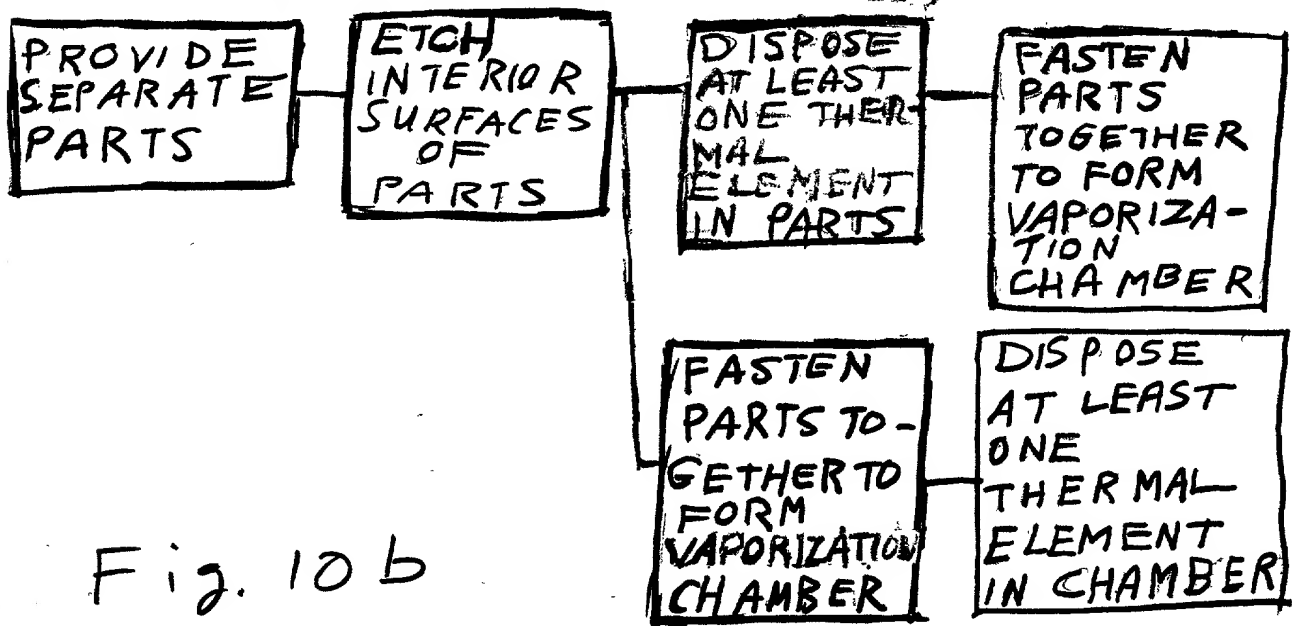 PROVIDE
SEPARATE
PARTS
ETCH
INTERIOR
SURFACES
OF
PARTS
DISPOSE
AT LEAST
ONE THER-
MAL
ELEMENT
IN PARTS
FASTEN
PARTS
TOGETHER
TO FORM
VAPORIZA-
TION
CHAMBER
FASTEN
PARTS TO-
GETHER TO
FORM
VAPORIZATION
CHAMBER
DISPOSE
AT LEAST
ONE
THERMAL
ELEMENT
IN CHAMBER
Fig. 10b